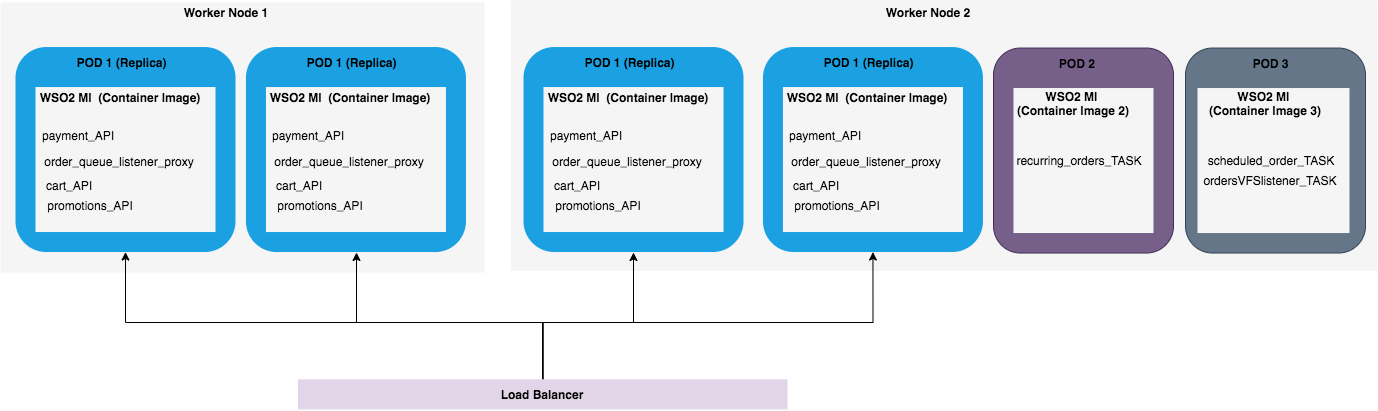 Worker Node 1
POD 1 (Replica)
WSO2 MI (Container Image)
payment_API
order_queue_listener_proxy
cart_API
promotions_API
POD 1 (Replica)
WSO2 MI (Container Image)
payment_API
order_queue_listener_proxy
cart_API
promotions_API
Worker Node 2
POD 1 (Replica)
WSO2 MI (Container Image)
payment_API
order_queue_listener_proxy
cart_API
promotions_API
POD 1 (Replica)
WSO2 MI (Container Image)
payment_API
order_queue_listener_proxy
cart_API
promotions_API
POD 2
WSO2 MI
(Container Image 2)
recurring_orders_TASK
POD 3
WSO2 MI
(Container Image 3)
scheduled_order_TASK
ordersVFSlistener_TASK
Load Balancer